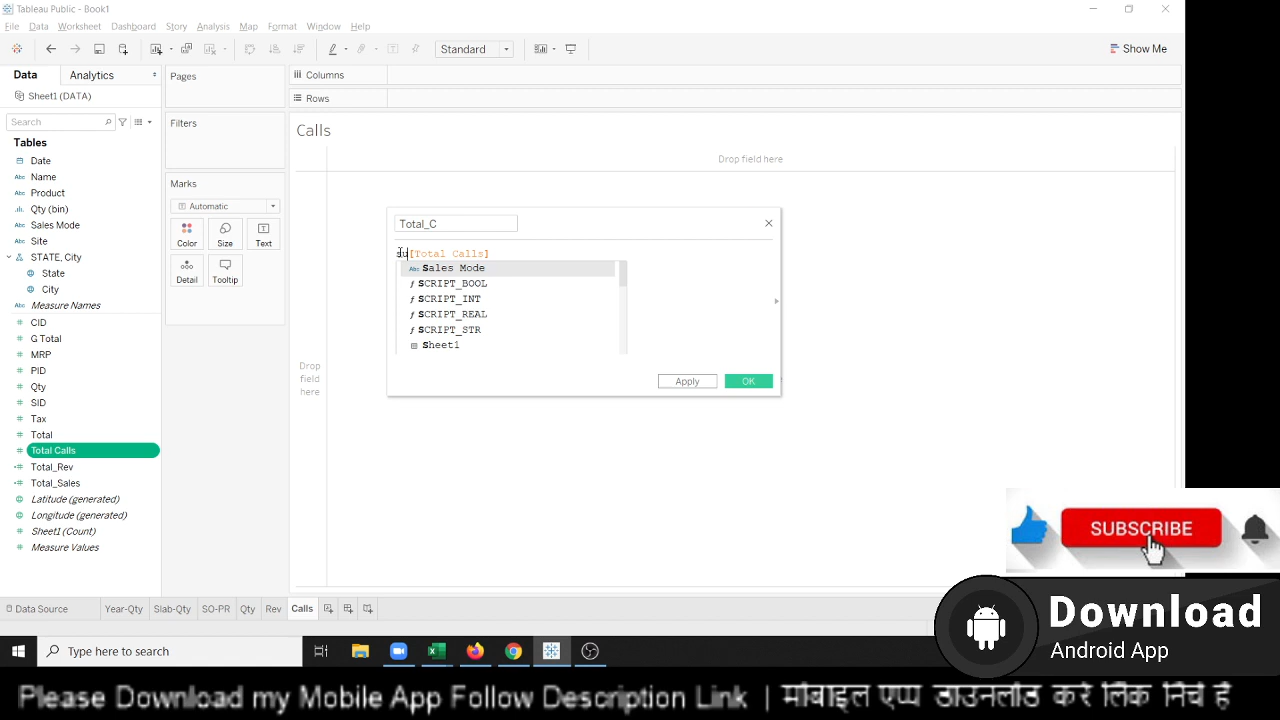 Tableau Public - Book1
File Data Worksheet Dashboard Story Analysis Map Format Window Help
Standard
Show Me
Data Analytics
Sheet1 (DATA)
Search
Tables
Date
Name
Product
Qty (bin)
Sales Mode
Site
STATE, City
State
City
Measure Names
CID
G Total
MRP
PID
Qty
SID
Tax
Total
Total Calls
Total_Rev
Total_Sales
Latitude (generated)
Longitude (generated)
Sheet1 (Count)
Measure Values
Pages
Filters
Marks
Automatic
Color Size Text
Detail Tooltip
Columns
Rows
Calls
Drop field here
Drop
field
here
Total_C
su[Total Calls]
Sales Mode
SCRIPT_BOOL
SCRIPT_INT
SCRIPT_REAL
SCRIPT_STR
Sheet1
Apply OK
Data Source Year-Qty Slab-Qty SO-PR Qty Rev Calls
SUBSCRIBE
Download
Android App
Type here to search
Please Download my Mobile App Follow Description Link | मोबाइल एप्प डाउनलोड करे लिंक निचे है